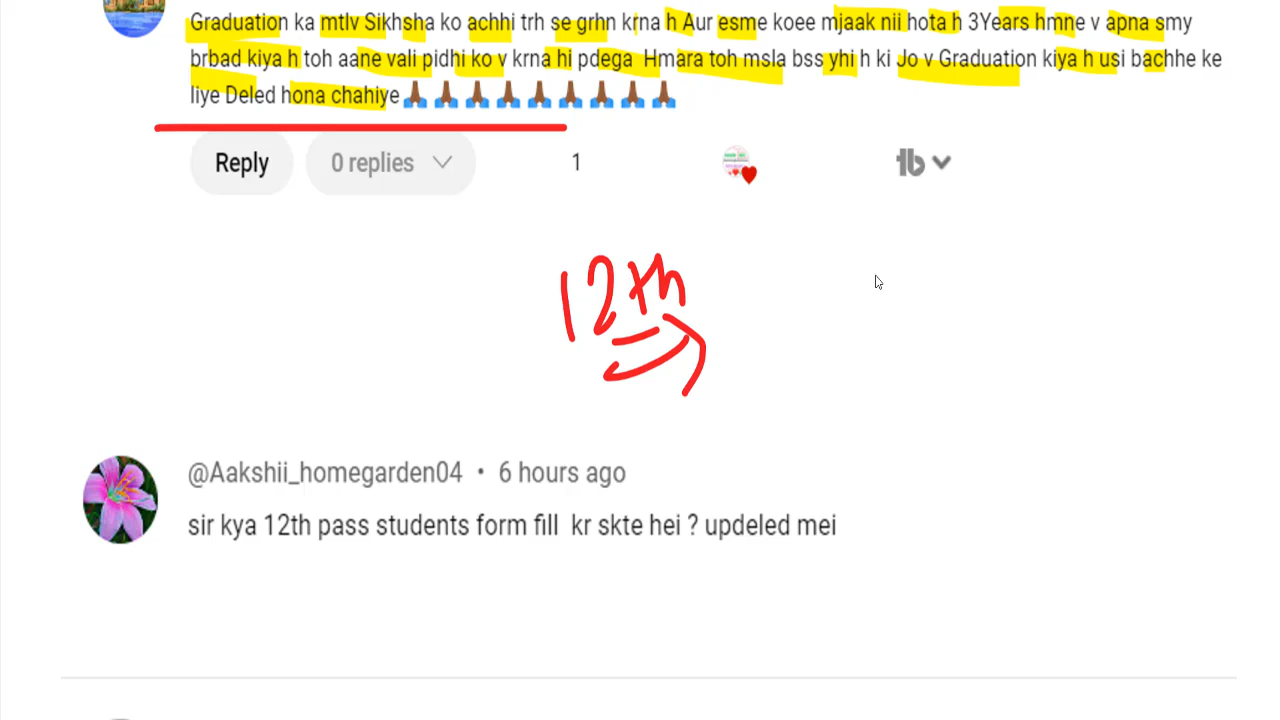 Graduation ka mtlv Sikhsha ko achhi trh se grhn krna h Aur esme koee mjaak nii hota h 3Years hmne v apna smy
brbad kiya h toh aane vali pidhi ko v krna hi pdega Hmara toh msla bss yhi h ki Jo v Graduation kiya h usi bachhe ke
liye Deled hona chahiye🙏🏾🙏🏾🙏🏾🙏🏾🙏🏾🙏🏾🙏🏾🙏🏾🙏🏾
Reply 0 replies 1
12th
@Aakshii_homegarden04 • 6 hours ago
sir kya 12th pass students form fill kr skte hei ? updeled mei